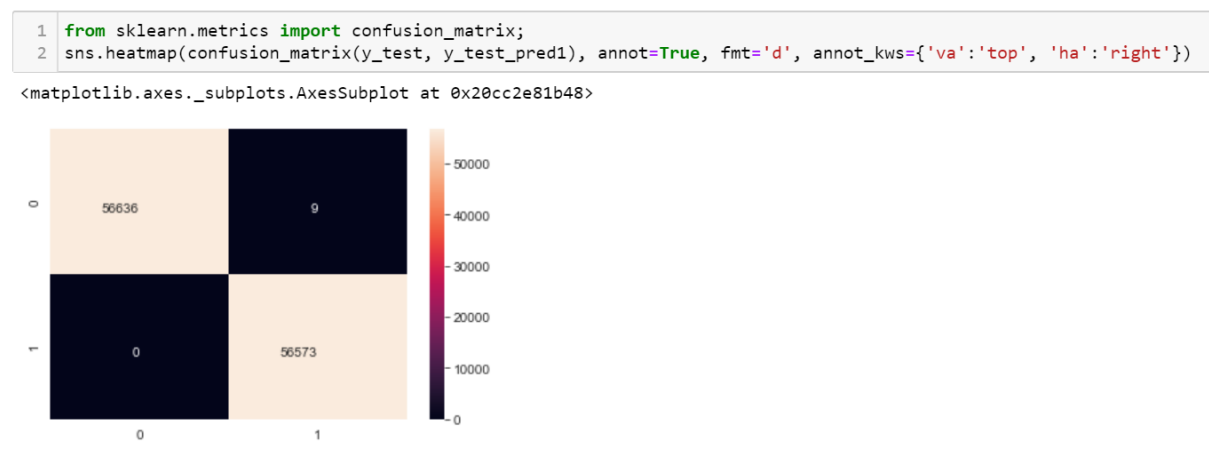 1 from sklearn.metrics import confusion_matrix;
2 sns.heatmap(confusion_matrix(y_test, y_test_pred1), annot=True, fmt='d', annot_kws={'va':'top', 'ha':'right'})
<matplotlib.axes._subplots.AxesSubplot at 0x20cc2e81b48>
50000
0 56636 9
40000
30000
20000
1 0 56573
10000
0
0 1